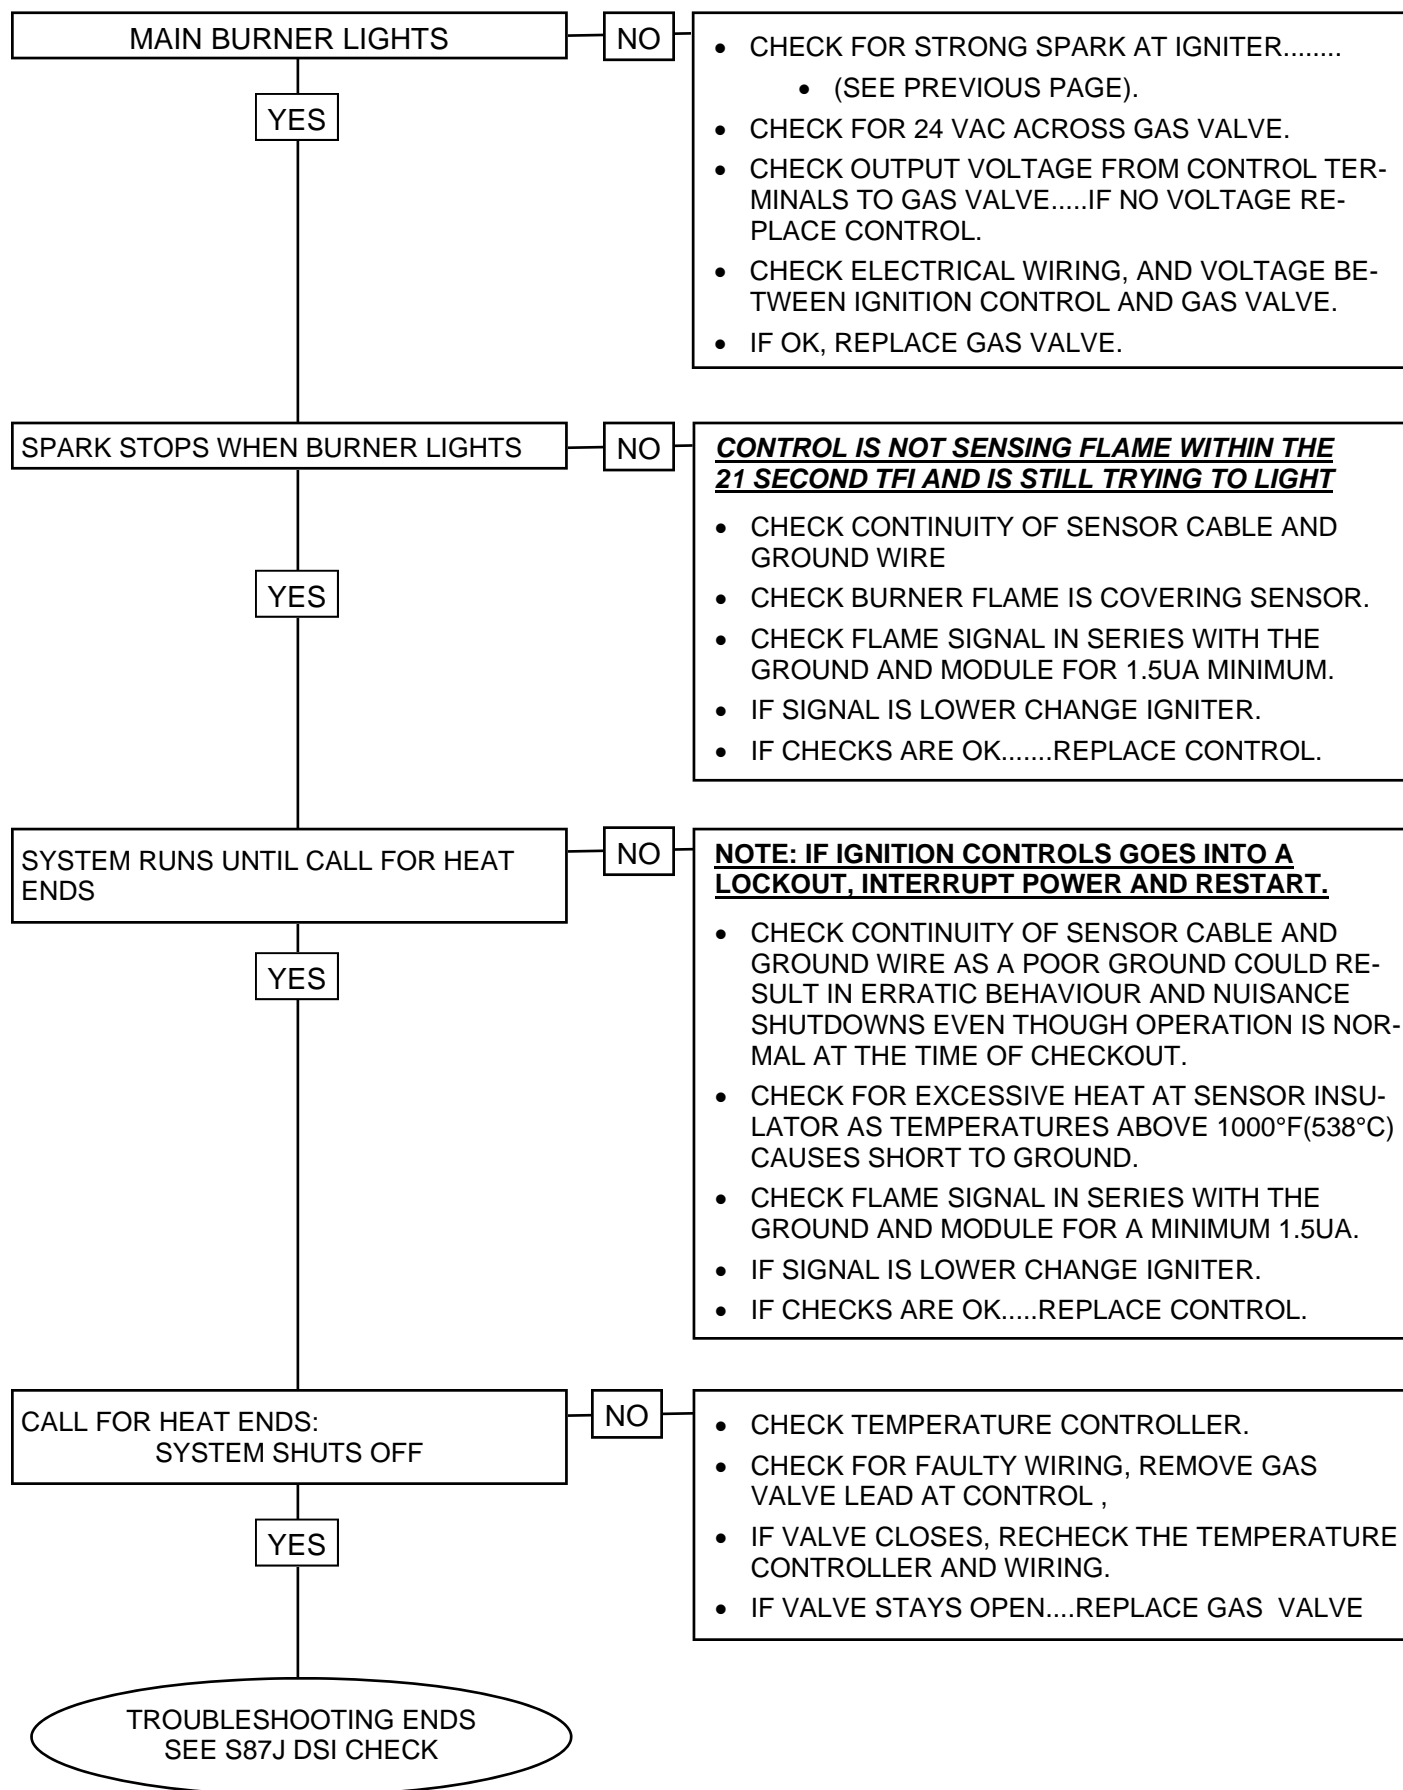 MAIN BURNER LIGHTS
NO
• CHECK FOR STRONG SPARK AT IGNITER........
• (SEE PREVIOUS PAGE).
• CHECK FOR 24 VAC ACROSS GAS VALVE.
• CHECK OUTPUT VOLTAGE FROM CONTROL TER-
MINALS TO GAS VALVE.....IF NO VOLTAGE RE-
PLACE CONTROL.
• CHECK ELECTRICAL WIRING, AND VOLTAGE BE-
TWEEN IGNITION CONTROL AND GAS VALVE.
• IF OK, REPLACE GAS VALVE.
YES
SPARK STOPS WHEN BURNER LIGHTS
NO
CONTROL IS NOT SENSING FLAME WITHIN THE
21 SECOND TFI AND IS STILL TRYING TO LIGHT
• CHECK CONTINUITY OF SENSOR CABLE AND
GROUND WIRE
• CHECK BURNER FLAME IS COVERING SENSOR.
• CHECK FLAME SIGNAL IN SERIES WITH THE
GROUND AND MODULE FOR 1.5UA MINIMUM.
• IF SIGNAL IS LOWER CHANGE IGNITER.
• IF CHECKS ARE OK.......REPLACE CONTROL.
YES
SYSTEM RUNS UNTIL CALL FOR HEAT
ENDS
NO
NOTE: IF IGNITION CONTROLS GOES INTO A
LOCKOUT, INTERRUPT POWER AND RESTART.
• CHECK CONTINUITY OF SENSOR CABLE AND
GROUND WIRE AS A POOR GROUND COULD RE-
SULT IN ERRATIC BEHAVIOUR AND NUISANCE
SHUTDOWNS EVEN THOUGH OPERATION IS NOR-
MAL AT THE TIME OF CHECKOUT.
• CHECK FOR EXCESSIVE HEAT AT SENSOR INSU-
LATOR AS TEMPERATURES ABOVE 1000°F(538°C)
CAUSES SHORT TO GROUND.
• CHECK FLAME SIGNAL IN SERIES WITH THE
GROUND AND MODULE FOR A MINIMUM 1.5UA.
• IF SIGNAL IS LOWER CHANGE IGNITER.
• IF CHECKS ARE OK.....REPLACE CONTROL.
YES
CALL FOR HEAT ENDS:
SYSTEM SHUTS OFF
NO
• CHECK TEMPERATURE CONTROLLER.
• CHECK FOR FAULTY WIRING, REMOVE GAS
VALVE LEAD AT CONTROL ,
• IF VALVE CLOSES, RECHECK THE TEMPERATURE
CONTROLLER AND WIRING.
• IF VALVE STAYS OPEN....REPLACE GAS  VALVE
YES
TROUBLESHOOTING ENDS
SEE S87J DSI CHECK